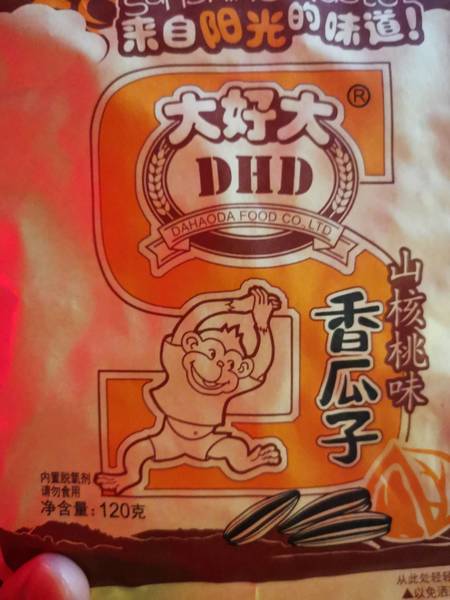 来自阳光的味道!
大好大®
DHD
DAHAODA FOOD CO.,LTD
山核桃味
香瓜子
内置脱氧剂
请勿食用
净含量:120克
从此处轻轻
▲以免洒